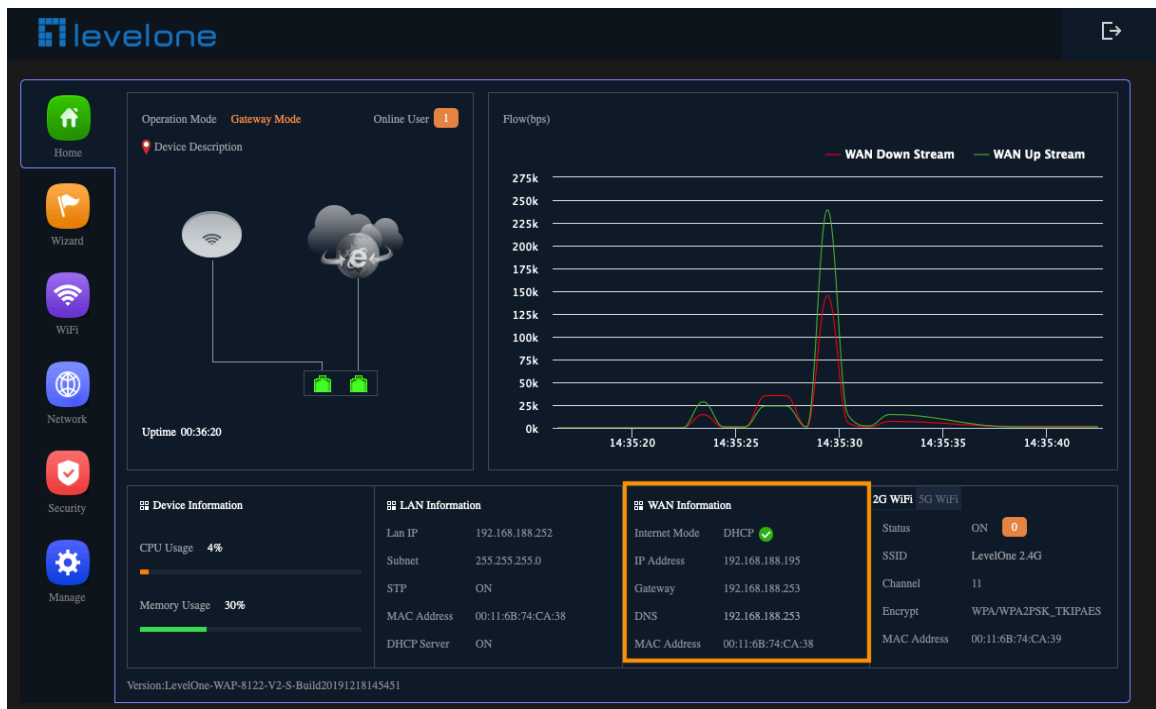 levelone
Home
Wizard
WiFi
Network
Security
Manage
Operation Mode Gateway Mode Online User 1
Device Description
Uptime 00:36:20
Flow(bps)
WAN Down Stream WAN Up Stream
275k
250k
225k
200k
175k
150k
125k
100k
75k
50k
25k
0k
14:35:20 14:35:25 14:35:30 14:35:35 14:35:40
Device Information
CPU Usage 4%
Memory Usage 30%
LAN Information
Lan IP 192.168.188.252
Subnet 255.255.255.0
STP ON
MAC Address 00:11:6B:74:CA:38
DHCP Server ON
WAN Information
Internet Mode DHCP
IP Address 192.168.188.195
Gateway 192.168.188.253
DNS 192.168.188.253
MAC Address 00:11:6B:74:CA:38
2G WiFi 5G WiFi
Status ON 0
SSID LevelOne 2.4G
Channel 11
Encrypt WPA/WPA2PSK_TKIPAES
MAC Address 00:11:6B:74:CA:39
Version:LevelOne-WAP-8122-V2-S-Build20191218145451